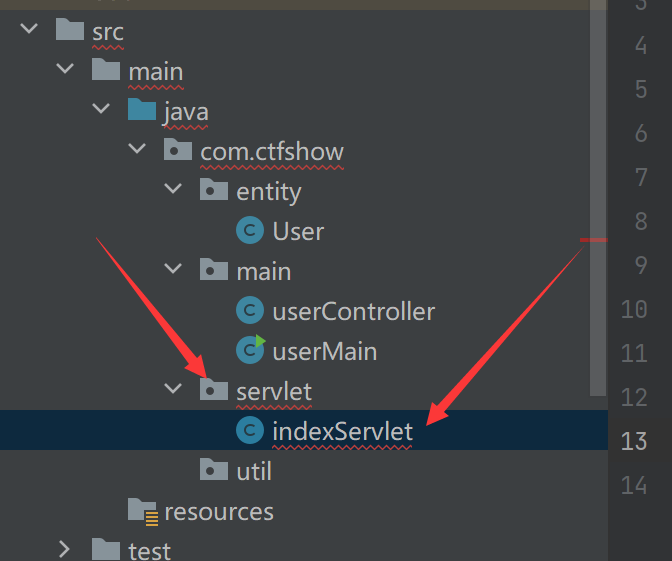 src
3
main
4
java
5
com.ctfshow
6
entity
7
User
8
main
9
userController
10
userMain
11
servlet
12
indexServlet
13
util
14
resources
test